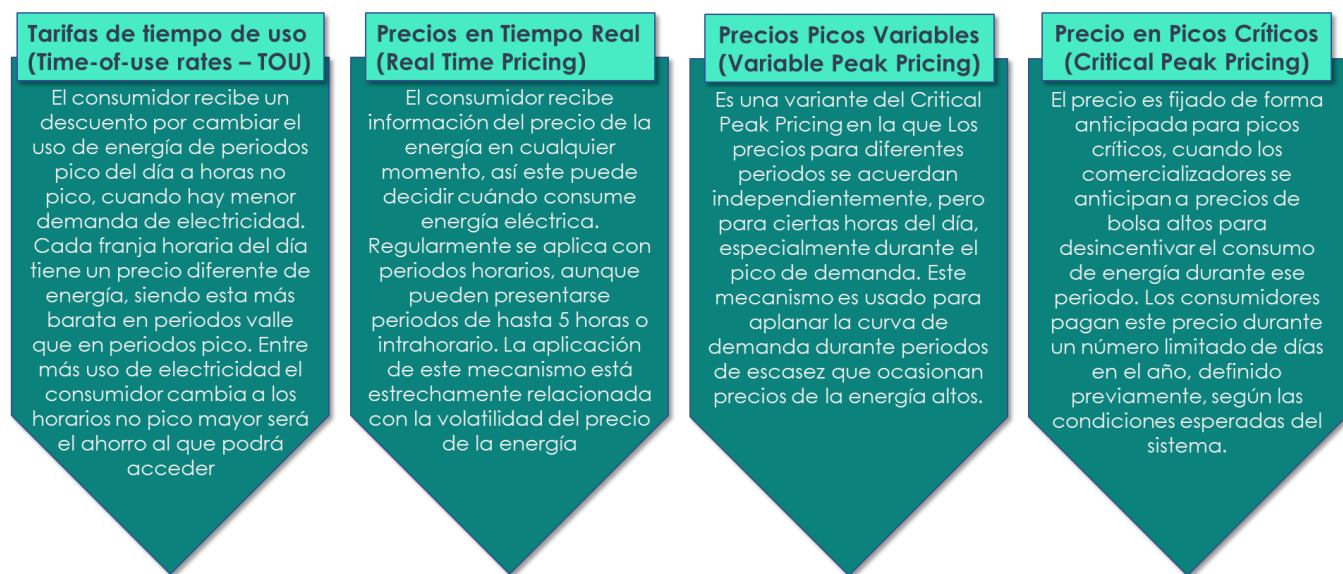 Tarifas de tiempo de uso
(Time-of-use rates – TOU)
El consumidor recibe un
descuento por cambiar el
uso de energía de periodos
pico del día a horas no
pico, cuando hay menor
demanda de electricidad.
Cada franja horaria del día
tiene un precio diferente de
energía, siendo esta más
barata en periodos valle
que en periodos pico. Entre
más uso de electricidad el
consumidor cambia a los
horarios no pico mayor será
el ahorro al que podrá
acceder
Precios en Tiempo Real
(Real Time Pricing)
El consumidor recibe
información del precio de la
energía en cualquier
momento, así este puede
decidir cuándo consume
energía eléctrica.
Regularmente se aplica con
periodos horarios, aunque
pueden presentarse
periodos de hasta 5 horas o
intrahorario. La aplicación
de este mecanismo está
estrechamente relacionada
con la volatilidad del precio
de la energía
Precios Picos Variables
(Variable Peak Pricing)
Es una variante del Critical
Peak Pricing en la que Los
precios para diferentes
periodos se acuerdan
independientemente, pero
para ciertas horas del día,
especialmente durante el
pico de demanda. Este
mecanismo es usado para
aplanar la curva de
demanda durante periodos
de escasez que ocasionan
precios de la energía altos.
Precio en Picos Críticos
(Critical Peak Pricing)
El precio es fijado de forma
anticipada para picos
críticos, cuando los
comercializadores se
anticipan a precios de
bolsa altos para
desincentivar el consumo
de energía durante ese
periodo. Los consumidores
pagan este precio durante
un número limitado de días
en el año, definido
previamente, según las
condiciones esperadas del
sistema.